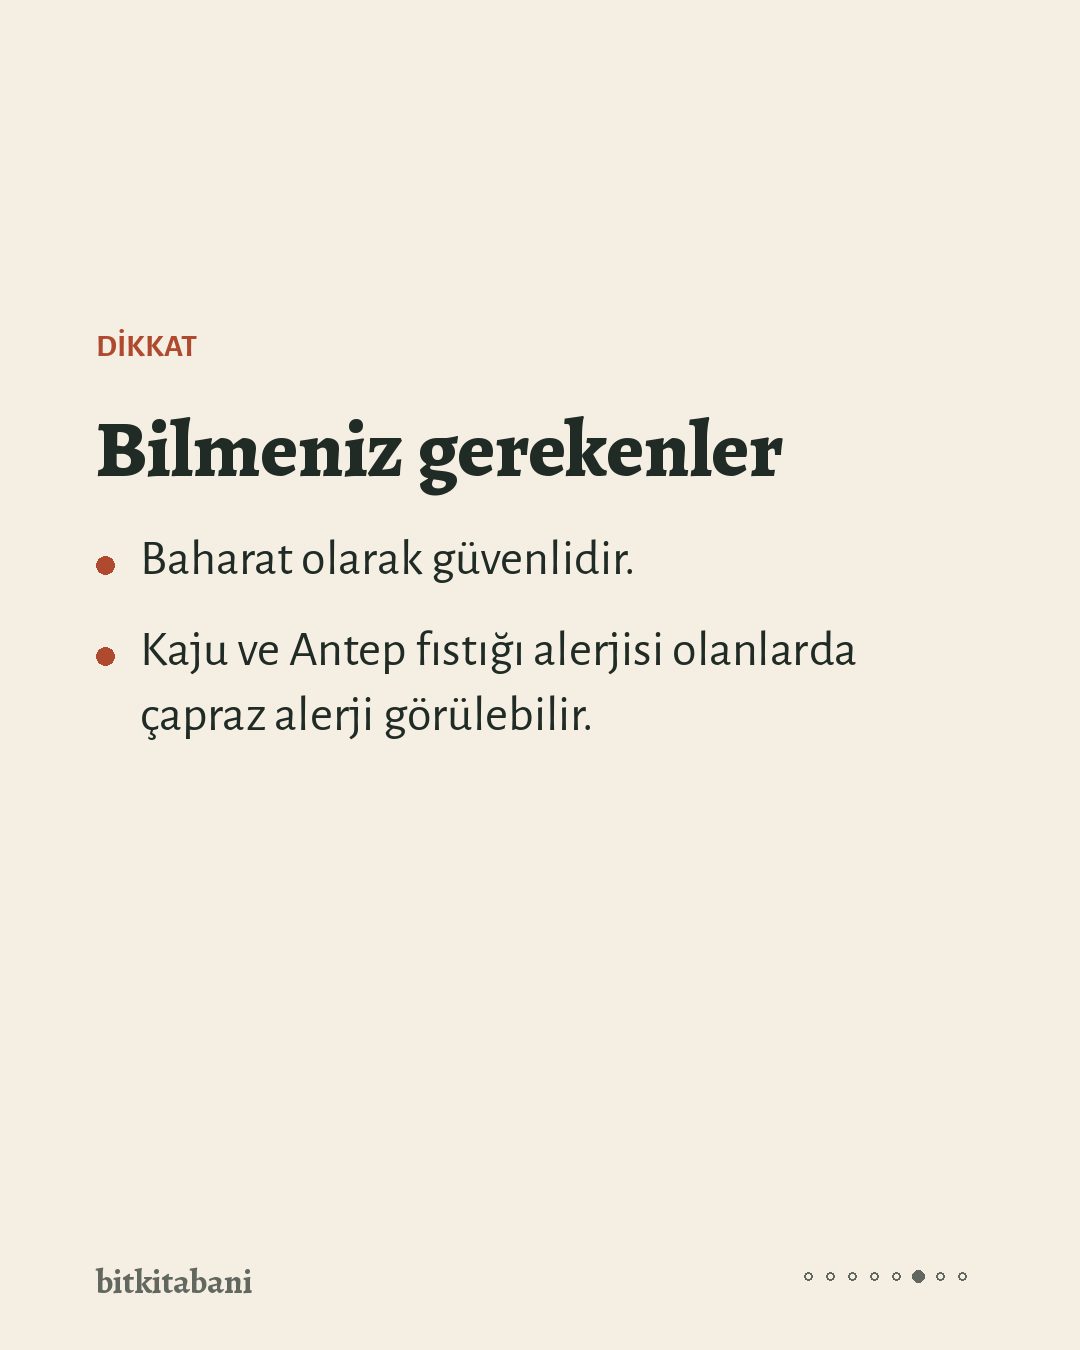 DİKKAT
Bilmeniz gerekenler
Baharat olarak güvenlidir.
Kaju ve Antep fıstığı alerjisi olanlarda
çapraz alerji görülebilir.
bitkitabani